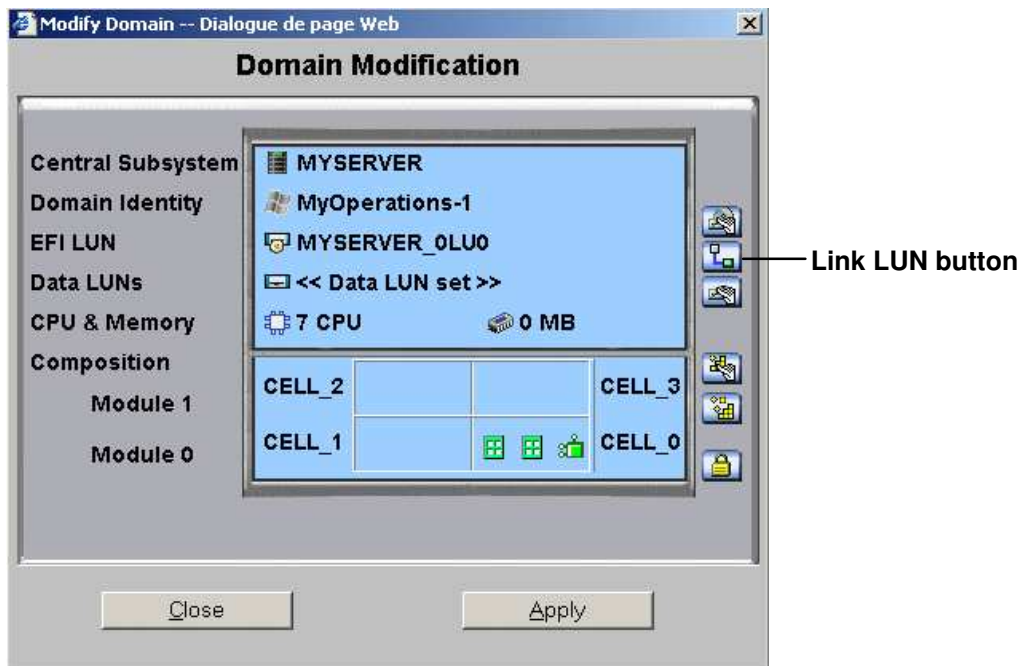 Modify Domain -- Dialogue de page Web
Domain Modification
Central Subsystem MYSERVER
Domain Identity MyOperations-1
EFI LUN MYSERVER_0LU0
Link LUN button
Data LUNs << Data LUN set >>
CPU & Memory 7 CPU 0 MB
Composition
CELL_2 CELL_3
Module 1
CELL_1 CELL_0
Module 0
Close Apply